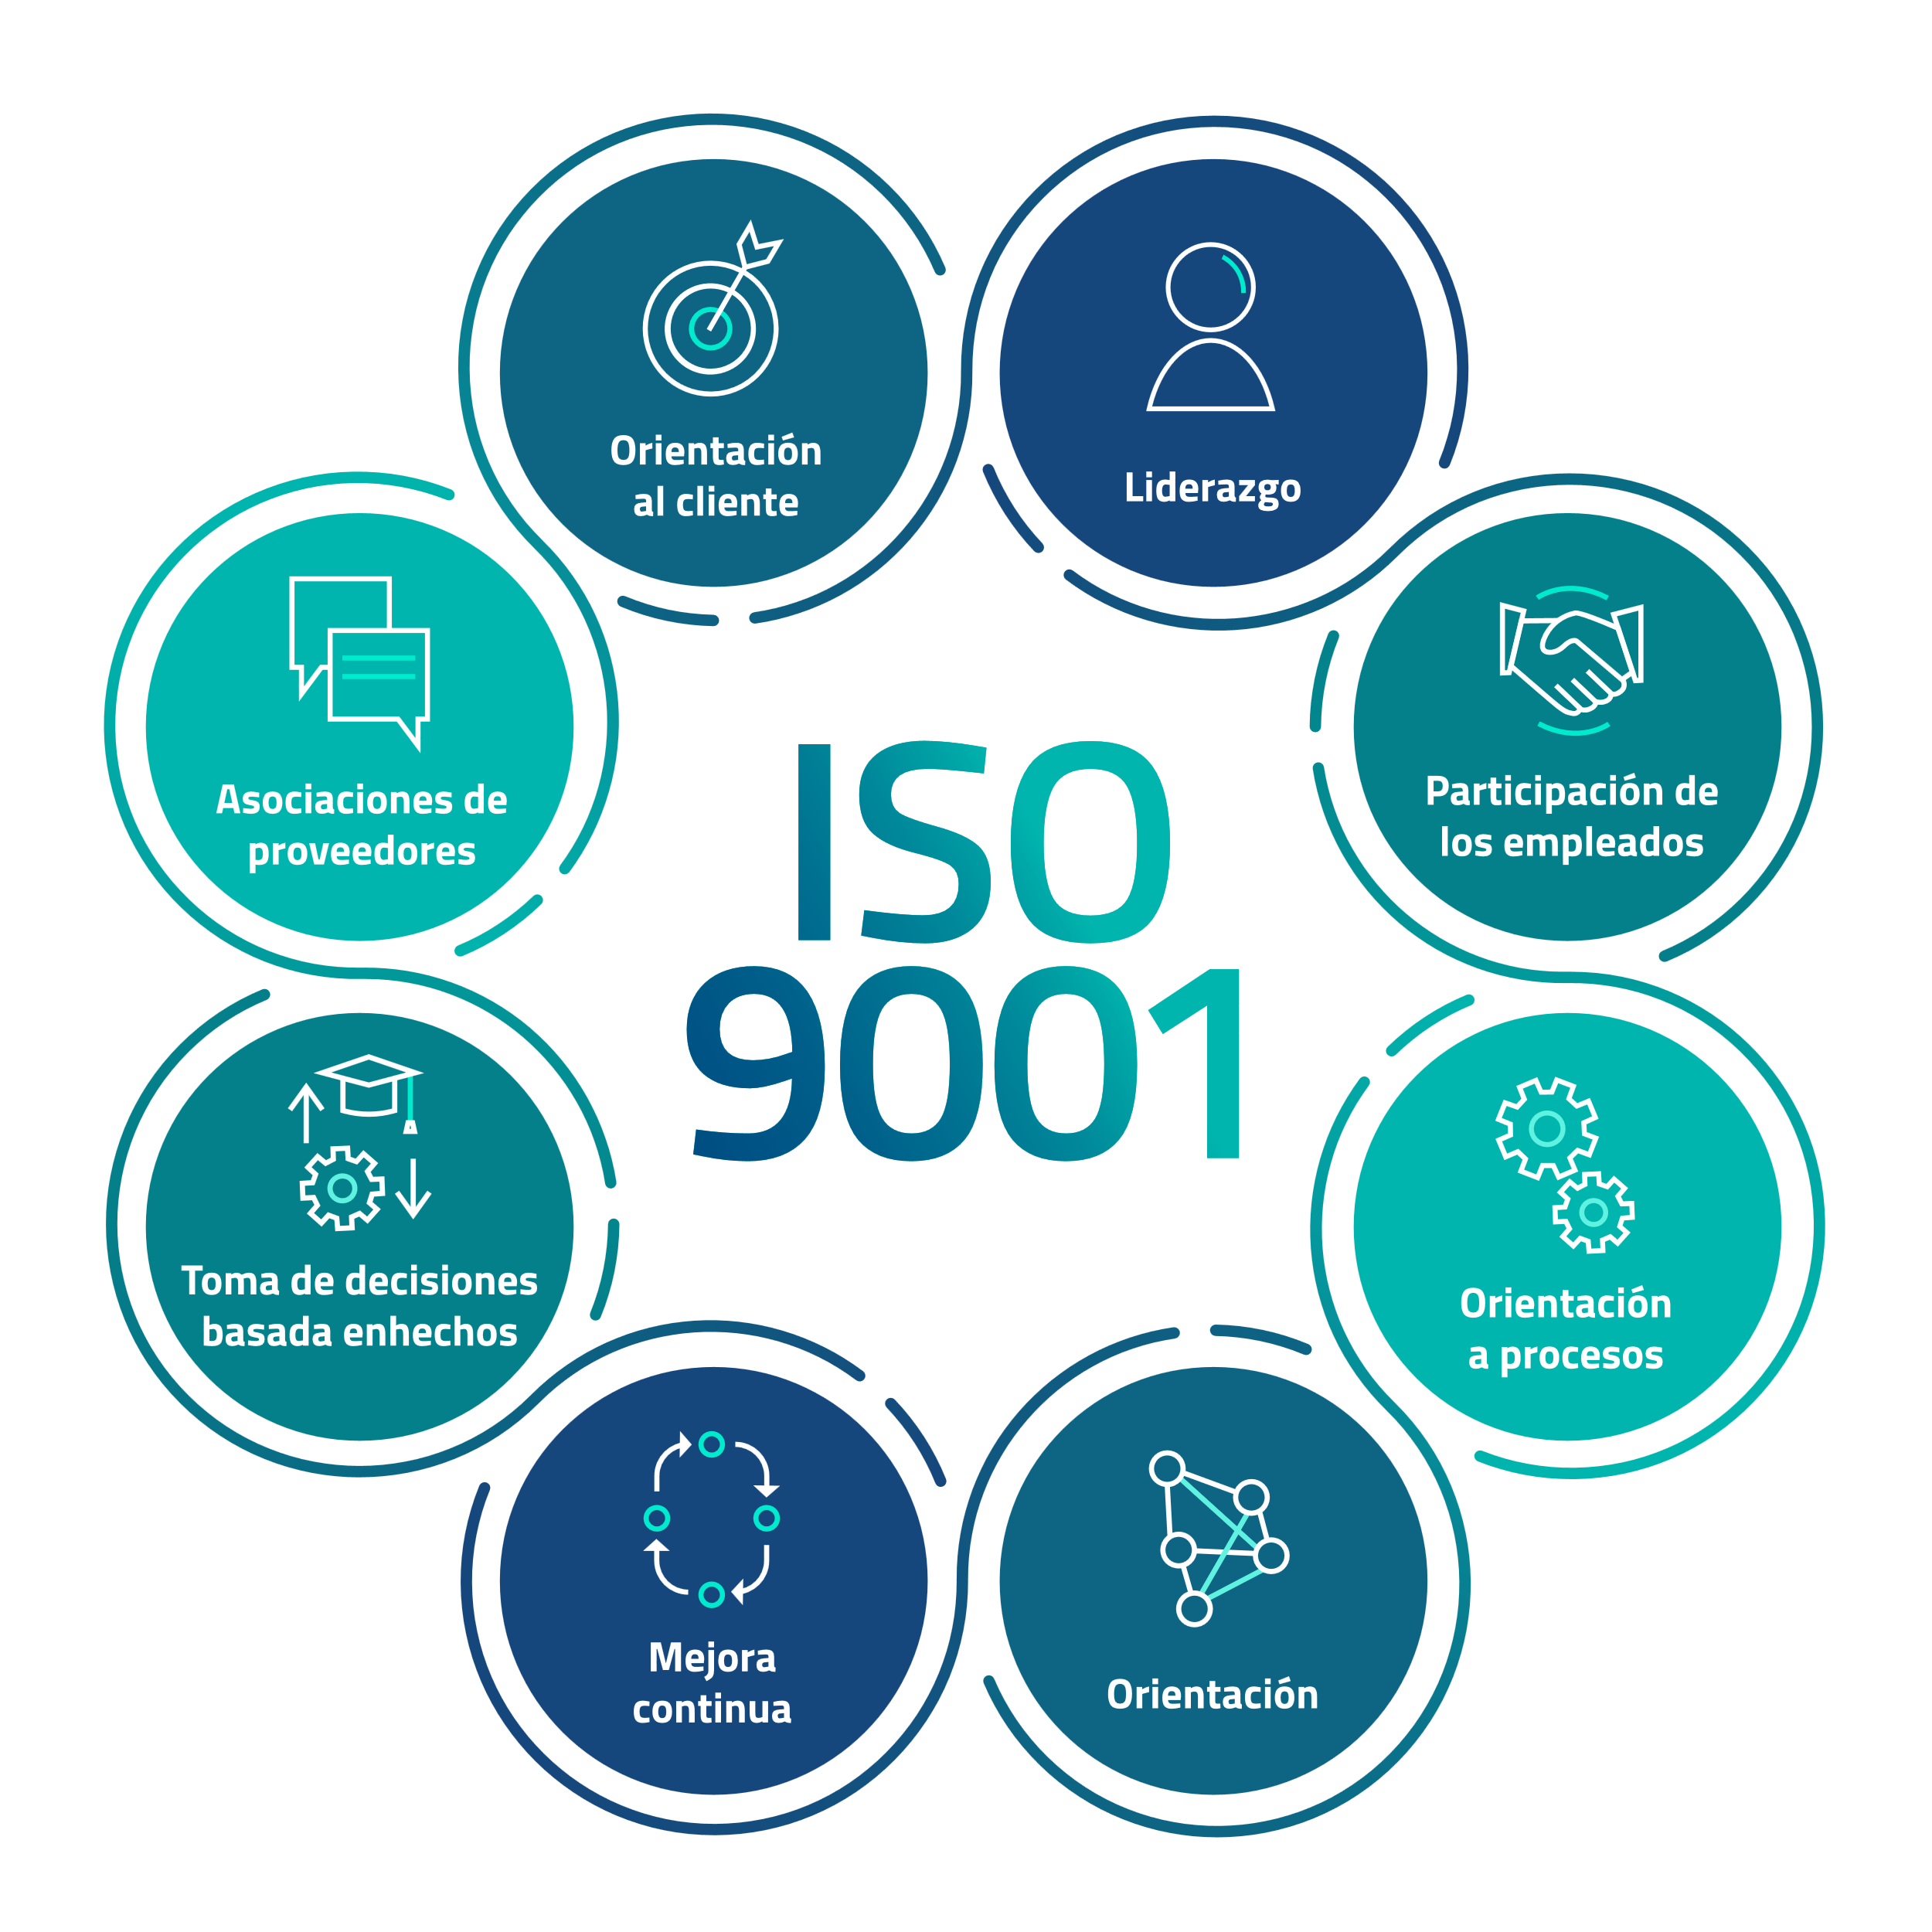 Orientación
al cliente
Liderazgo
Participación de
los empleados
Orientación
a procesos
Orientación
Mejora
continua
Toma de decisiones
basada enhechos
Asociaciones de
proveedores
ISO
9001